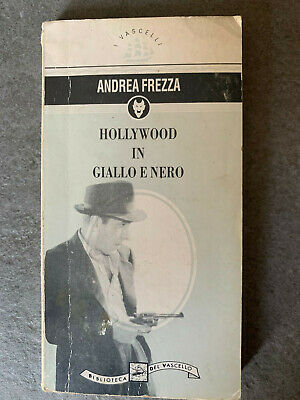 I VASCELLI
ANDREA FREZZA
HOLLYWOOD
IN
GIALLO E NERO
BIBLIOTECA DEL VASCELLO